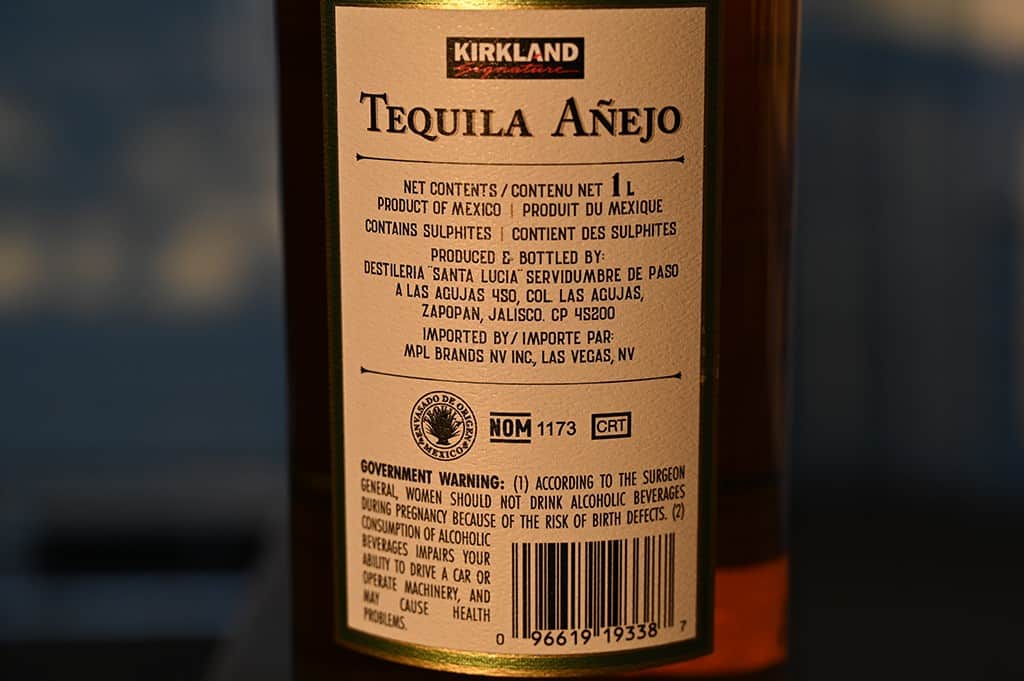 KIRKLAND
Signature
TEQUILA AÑEJO
NET CONTENTS / CONTENU NET 1 L
PRODUCT OF MEXICO | PRODUIT DU MEXIQUE
CONTAINS SULPHITES | CONTIENT DES SULPHITES
PRODUCED & BOTTLED BY:
DESTILERIA "SANTA LUCIA" SERVIDUMBRE DE PASO
A LAS AGUJAS 450, COL. LAS AGUJAS,
ZAPOPAN, JALISCO. CP 45200
IMPORTED BY / IMPORTE PAR:
MPL BRANDS NV INC, LAS VEGAS, NV
ENVASADO DE ORIGEN
MEXICO
NOM 1173 CRT
GOVERNMENT WARNING: (1) ACCORDING TO THE SURGEON
GENERAL, WOMEN SHOULD NOT DRINK ALCOHOLIC BEVERAGES
DURING PREGNANCY BECAUSE OF THE RISK OF BIRTH DEFECTS. (2)
CONSUMPTION OF ALCOHOLIC
BEVERAGES IMPAIRS YOUR
ABILITY TO DRIVE A CAR OR
OPERATE MACHINERY, AND
MAY CAUSE HEALTH
PROBLEMS.
0 96619 19338 7